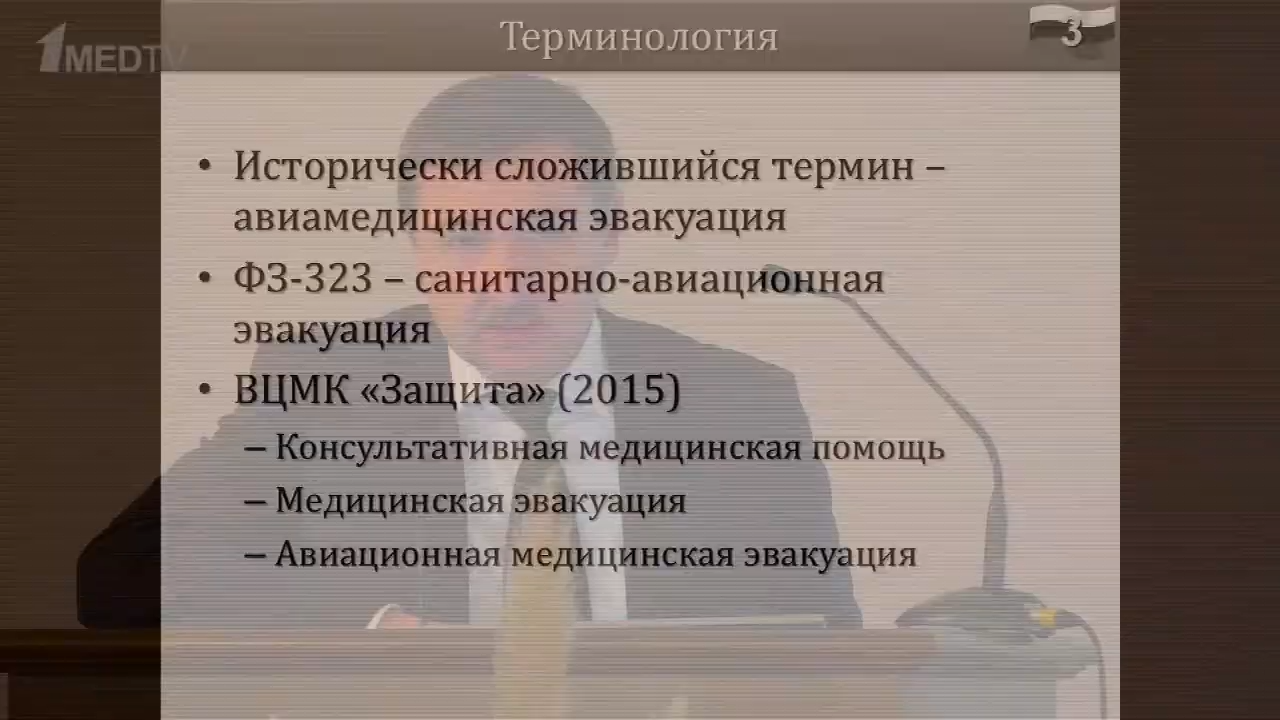 1MEDTV
Терминология
3
• Исторически сложившийся термин –
авиамедицинская эвакуация
• ФЗ-323 – санитарно-авиационная
эвакуация
• ВЦМК «Защита» (2015)
– Консультативная медицинская помощь
– Медицинская эвакуация
– Авиационная медицинская эвакуация